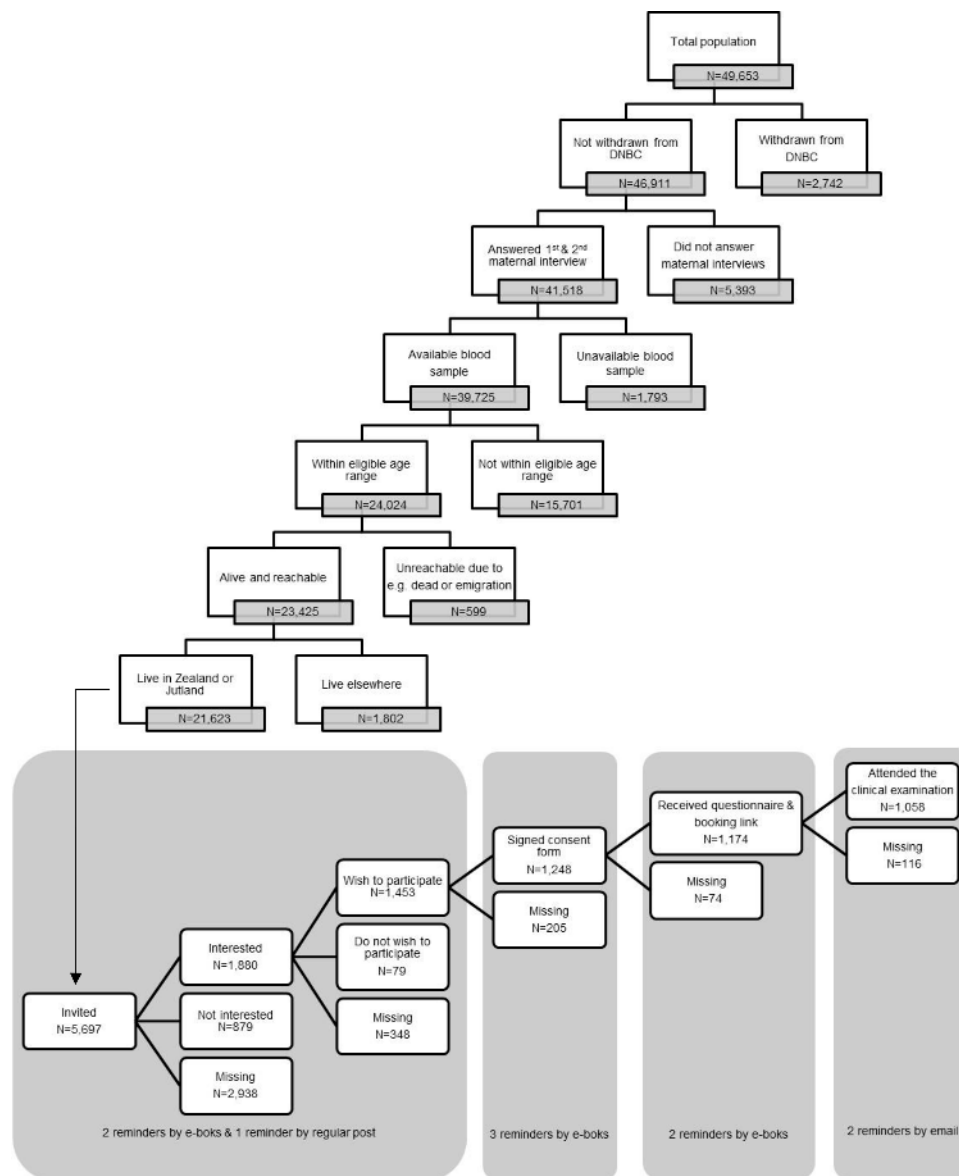 Total population
N=49,653
Not withdrawn from
DNBC
N=46,911
Withdrawn from
DNBC
N=2,742
Answered 1st & 2nd
maternal interview
N=41,518
Did not answer
maternal interviews
N=5,393
Available blood
sample
N=39,725
Unavailable blood
sample
N=1,793
Within eligible age
range
N=24,024
Not within eligible age
range
N=15,701
Alive and reachable
N=23,425
Unreachable due to
e.g. dead or emigration
N=599
Live in Zealand or
Jutland
N=21,623
Live elsewhere
N=1,802
Invited
N=5,697
Interested
N=1,880
Not interested
N=879
Missing
N=2,938
Wish to participate
N=1,453
Do not wish to
participate
N=79
Missing
N=348
2 reminders by e-boks & 1 reminder by regular post
Signed consent
form
N=1,248
Missing
N=205
3 reminders by e-boks
Received questionnaire &
booking link
N=1,174
Missing
N=74
2 reminders by e-boks
Attended the
clinical examination
N=1,058
Missing
N=116
2 reminders by email